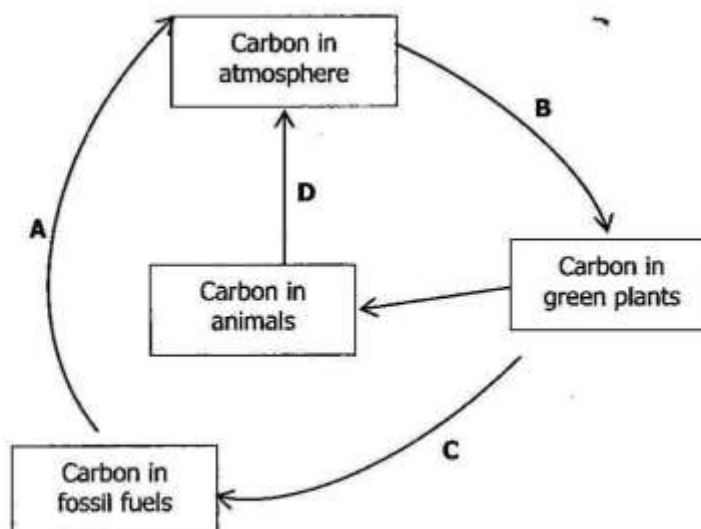 Carbon in
atmosphere
B
D
A
Carbon in
green plants
Carbon in
animals
C
Carbon in
fossil fuels